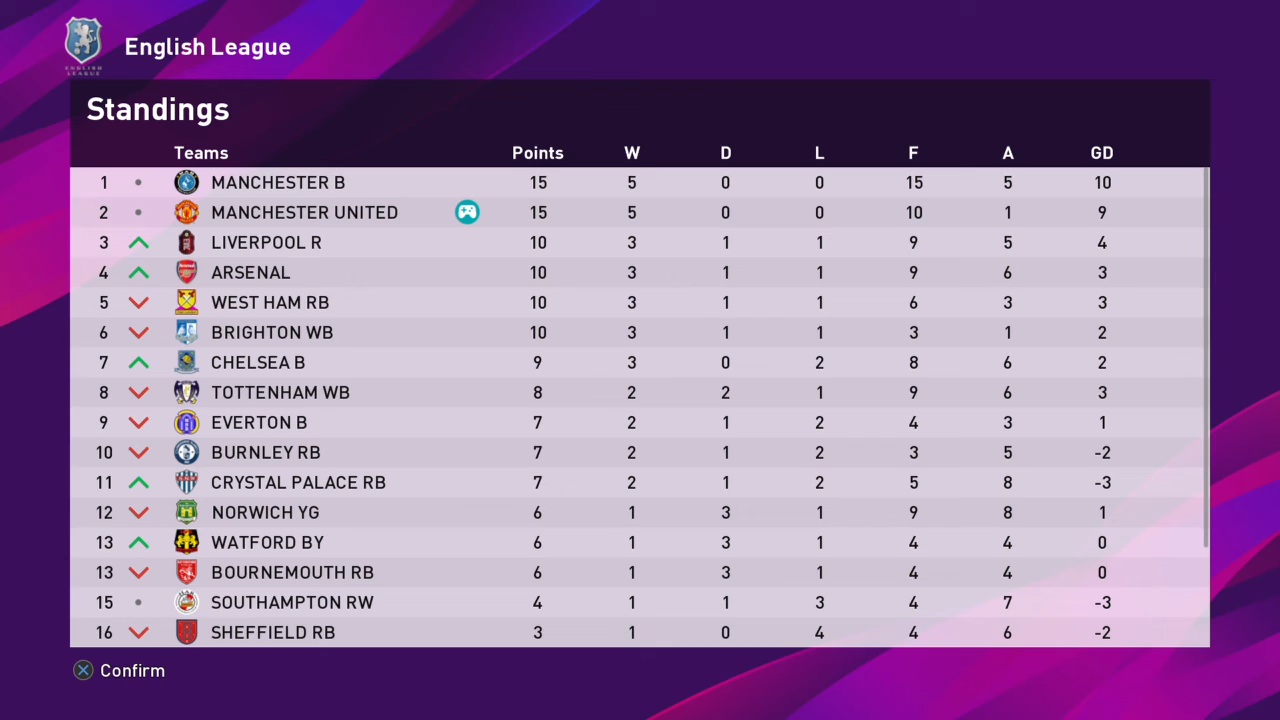 English League
ENGLISH LEAGUE
Standings
Teams Points W D L F A GD
1 MANCHESTER B 15 5 0 0 15 5 10
2 MANCHESTER UNITED 15 5 0 0 10 1 9
3 LIVERPOOL R 10 3 1 1 9 5 4
4 ARSENAL 10 3 1 1 9 6 3
5 WEST HAM RB 10 3 1 1 6 3 3
6 BRIGHTON WB 10 3 1 1 3 1 2
7 CHELSEA B 9 3 0 2 8 6 2
8 TOTTENHAM WB 8 2 2 1 9 6 3
9 EVERTON B 7 2 1 2 4 3 1
10 BURNLEY RB 7 2 1 2 3 5 -2
11 CRYSTAL PALACE RB 7 2 1 2 5 8 -3
12 NORWICH YG 6 1 3 1 9 8 1
13 WATFORD BY 6 1 3 1 4 4 0
13 BOURNEMOUTH RB 6 1 3 1 4 4 0
15 SOUTHAMPTON RW 4 1 1 3 4 7 -3
16 SHEFFIELD RB 3 1 0 4 4 6 -2
Confirm